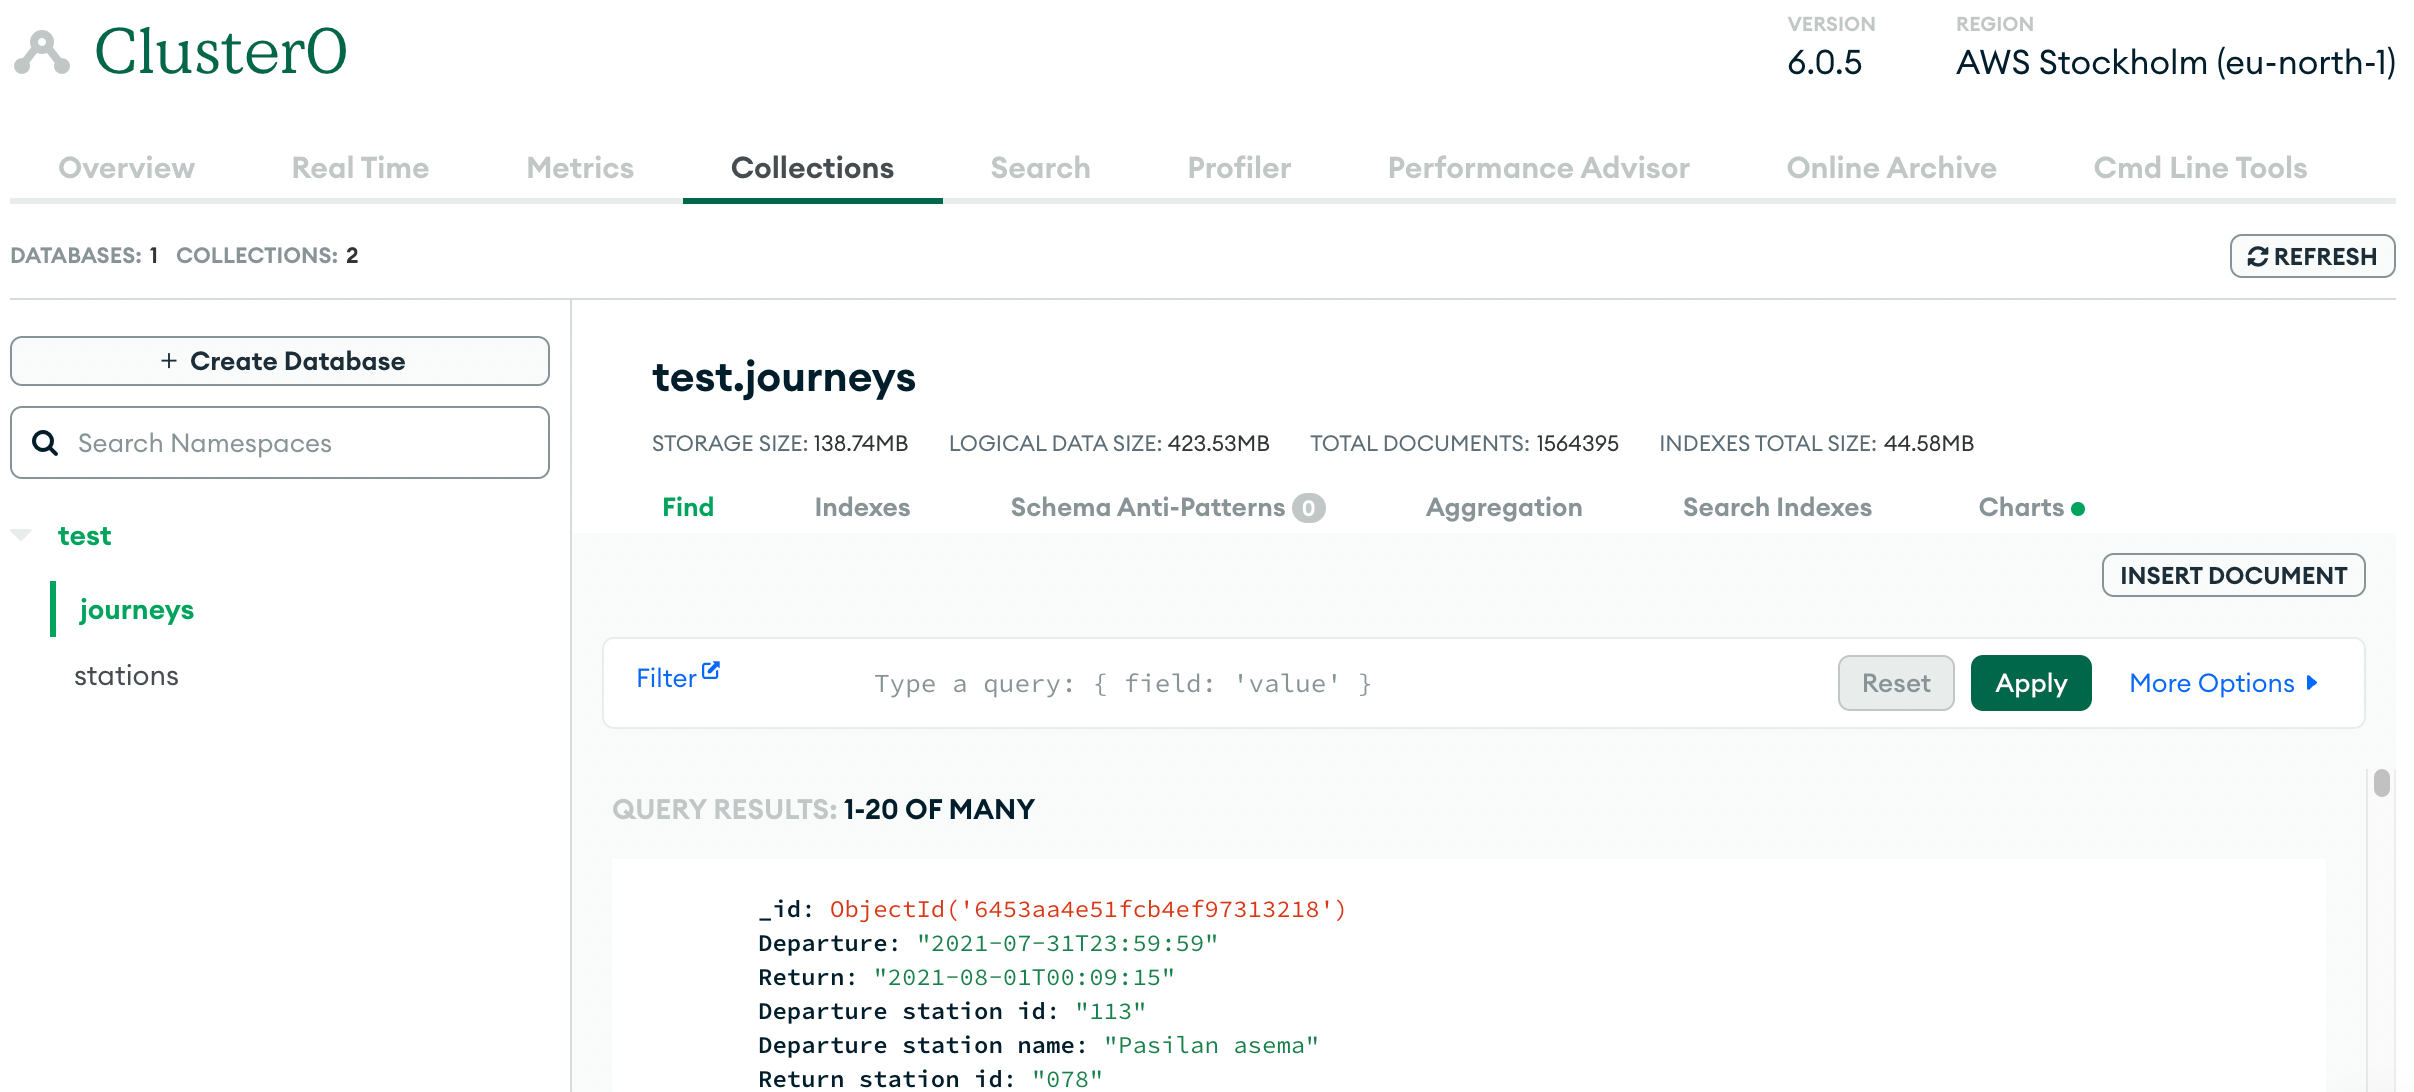 Cluster0
VERSION
6.0.5
REGION
AWS Stockholm (eu-north-1)
Overview Real Time Metrics Collections Search Profiler Performance Advisor Online Archive Cmd Line Tools
DATABASES: 1 COLLECTIONS: 2
REFRESH
+ Create Database
Search Namespaces
test
journeys
stations
test.journeys
STORAGE SIZE: 138.74MB LOGICAL DATA SIZE: 423.53MB TOTAL DOCUMENTS: 1564395 INDEXES TOTAL SIZE: 44.58MB
Find Indexes Schema Anti-Patterns 0 Aggregation Search Indexes Charts
INSERT DOCUMENT
Filter Type a query: { field: 'value' } Reset Apply More Options
QUERY RESULTS: 1-20 OF MANY
_id: ObjectId('6453aa4e51fcb4ef97313218')
Departure: "2021-07-31T23:59:59"
Return: "2021-08-01T00:09:15"
Departure station id: "113"
Departure station name: "Pasilan asema"
Return station id: "078"